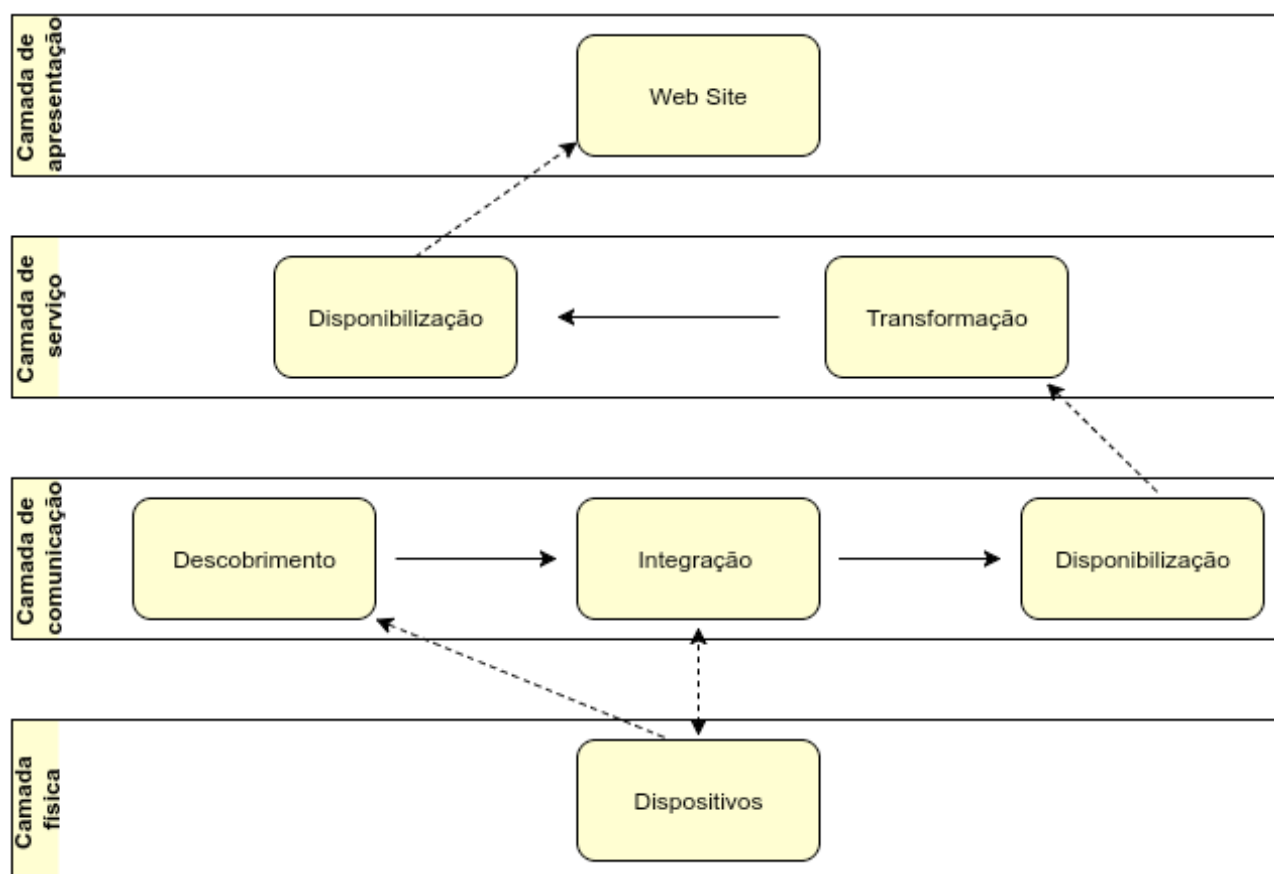 Camada de
apresentação
Web Site
Camada de
serviço
Disponibilização
Transformação
Camada de
comunicação
Descobrimento
Integração
Disponibilização
Camada
física
Dispositivos